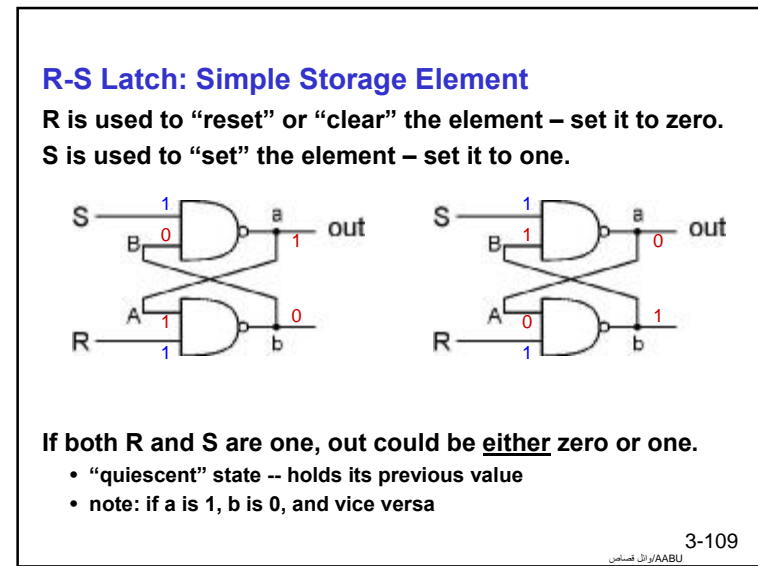 R-S Latch: Simple Storage Element
R is used to “reset” or “clear” the element – set it to zero.
S is used to “set” the element – set it to one.
S 1 a out
B 0 1
A 1 0
R 1 b
S 1 a out
B 1 0
A 0 1
R 1 b
If both R and S are one, out could be either zero or one.
• “quiescent” state -- holds its previous value
• note: if a is 1, b is 0, and vice versa
3-109
وائل قصاص/AABU